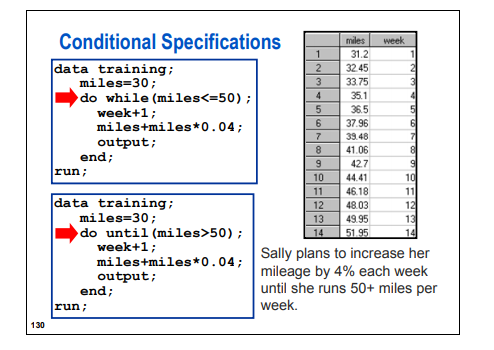 Conditional Specifications
data training;
miles=30;
do while(miles<=50);
week+1;
miles+miles*0.04;
output;
end;
run;
data training;
miles=30;
do until(miles>50);
week+1;
miles+miles*0.04;
output;
end;
run;
miles week
1 31.2 1
2 32.45 2
3 33.75 3
4 35.1 4
5 36.5 5
6 37.96 6
7 39.48 7
8 41.06 8
9 42.7 9
10 44.41 10
11 46.18 11
12 48.03 12
13 49.95 13
14 51.95 14
Sally plans to increase her
mileage by 4% each week
until she runs 50+ miles per
week.
130